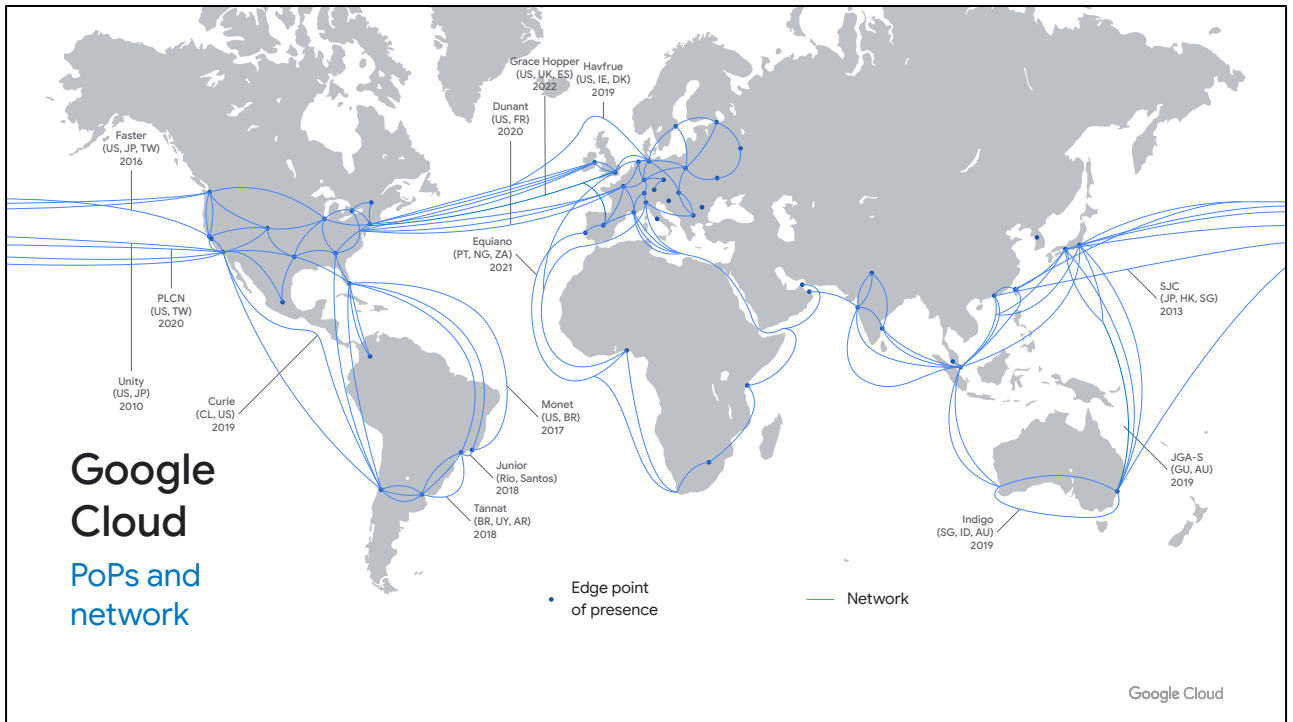 Grace Hopper
(US, UK, ES)
2022
Havfrue
(US, IE, DK)
2019
Dunant
(US, FR)
2020
Faster
(US, JP, TW)
2016
Equiano
(PT, NG, ZA)
2021
PLCN
(US, TW)
2020
SJC
(JP, HK, SG)
2013
Unity
(US, JP)
2010
Curie
(CL, US)
2019
Monet
(US, BR)
2017
Junior
(Rio, Santos)
2018
Tannat
(BR, UY, AR)
2018
JGA-S
(GU, AU)
2019
Indigo
(SG, ID, AU)
2019
Google
Cloud
PoPs and
network
Edge point
of presence
Network
Google Cloud